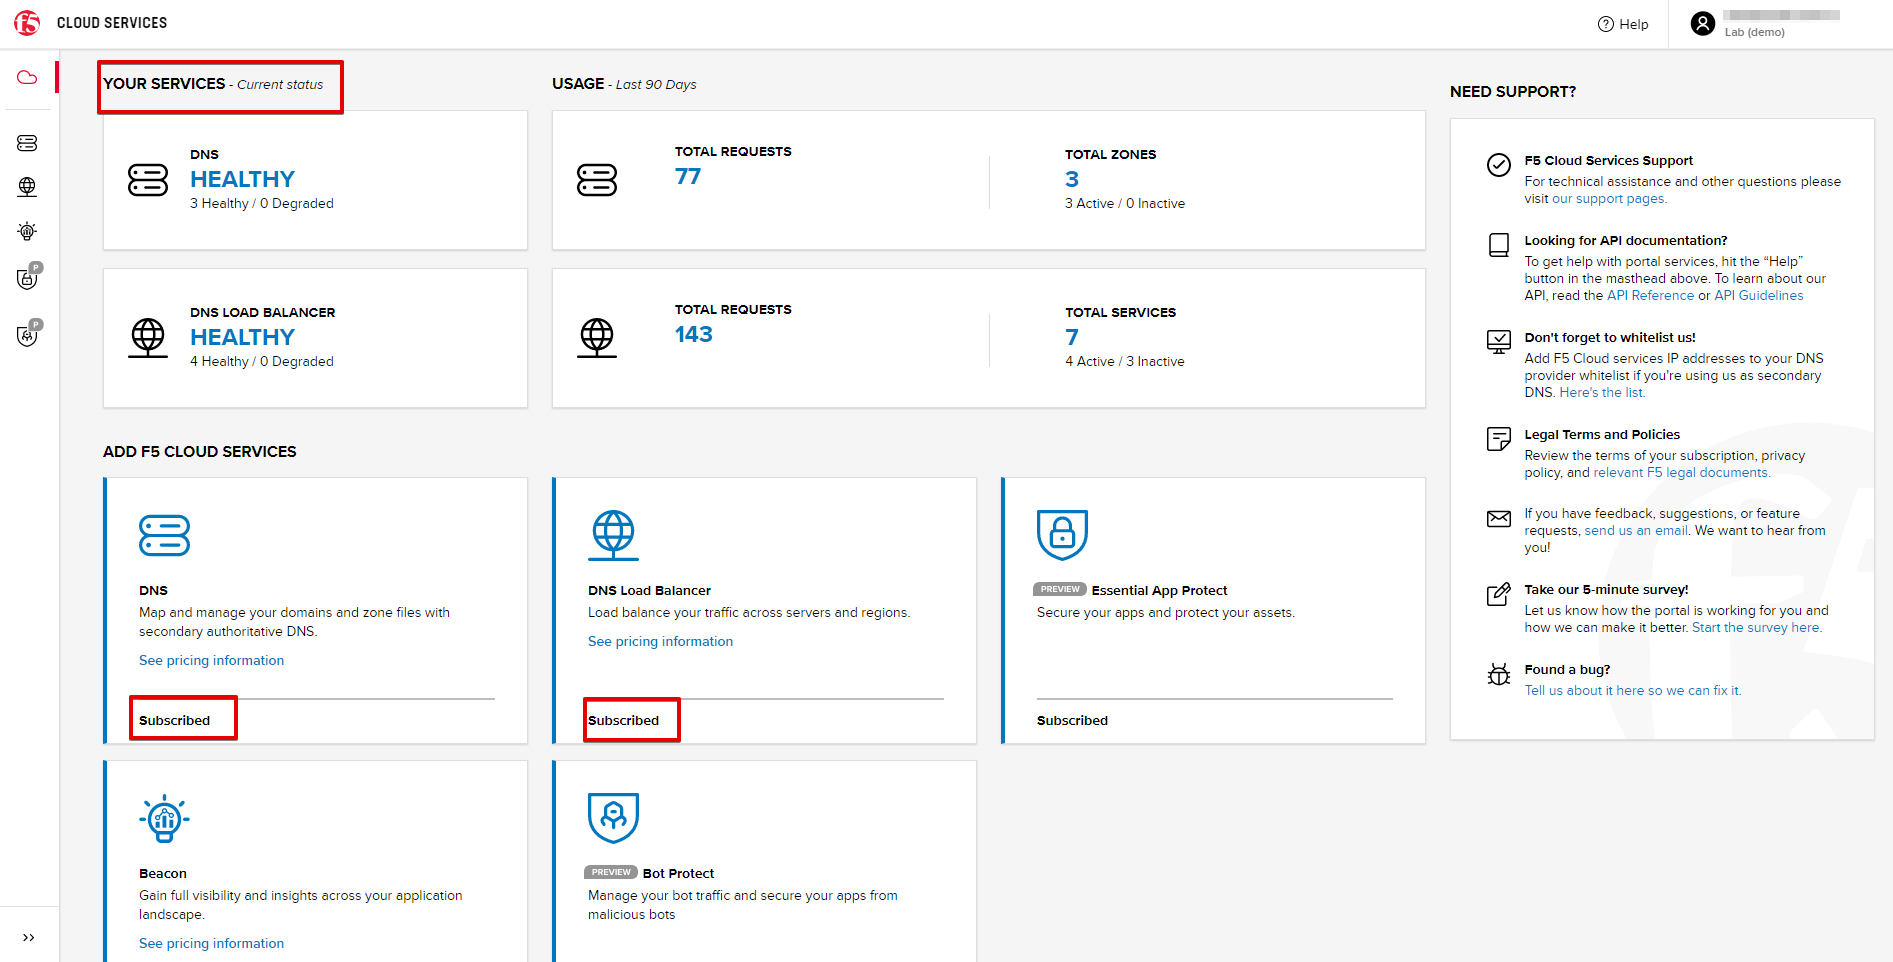 f5 CLOUD SERVICES
Help
Lab (demo)
YOUR SERVICES - Current status
DNS
HEALTHY
3 Healthy / 0 Degraded
DNS LOAD BALANCER
HEALTHY
4 Healthy / 0 Degraded
USAGE - Last 90 Days
TOTAL REQUESTS
77
TOTAL ZONES
3
3 Active / 0 Inactive
TOTAL REQUESTS
143
TOTAL SERVICES
7
4 Active / 3 Inactive
P
P
ADD F5 CLOUD SERVICES
DNS
Map and manage your domains and zone files with
secondary authoritative DNS.
See pricing information
Subscribed
DNS Load Balancer
Load balance your traffic across servers and regions.
See pricing information
Subscribed
PREVIEW Essential App Protect
Secure your apps and protect your assets.
Subscribed
Beacon
Gain full visibility and insights across your application
landscape.
See pricing information
PREVIEW Bot Protect
Manage your bot traffic and secure your apps from
malicious bots
NEED SUPPORT?
F5 Cloud Services Support
For technical assistance and other questions please
visit our support pages.
Looking for API documentation?
To get help with portal services, hit the “Help”
button in the masthead above. To learn about our
API, read the API Reference or API Guidelines
Don't forget to whitelist us!
Add F5 Cloud services IP addresses to your DNS
provider whitelist if you're using us as secondary
DNS. Here's the list.
Legal Terms and Policies
Review the terms of your subscription, privacy
policy, and relevant F5 legal documents.
If you have feedback, suggestions, or feature
requests, send us an email. We want to hear from
you!
Take our 5-minute survey!
Let us know how the portal is working for you and
how we can make it better. Start the survey here.
Found a bug?
Tell us about it here so we can fix it.